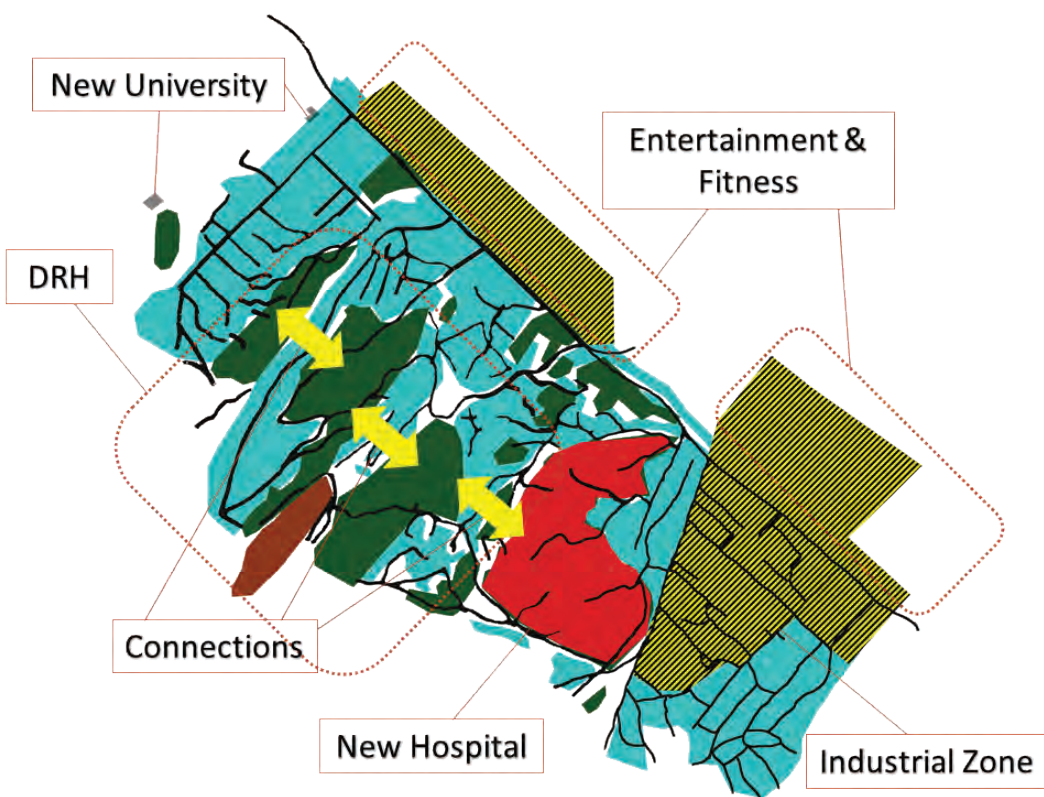 New University
Entertainment &
Fitness
DRH
Connections
New Hospital
Industrial Zone